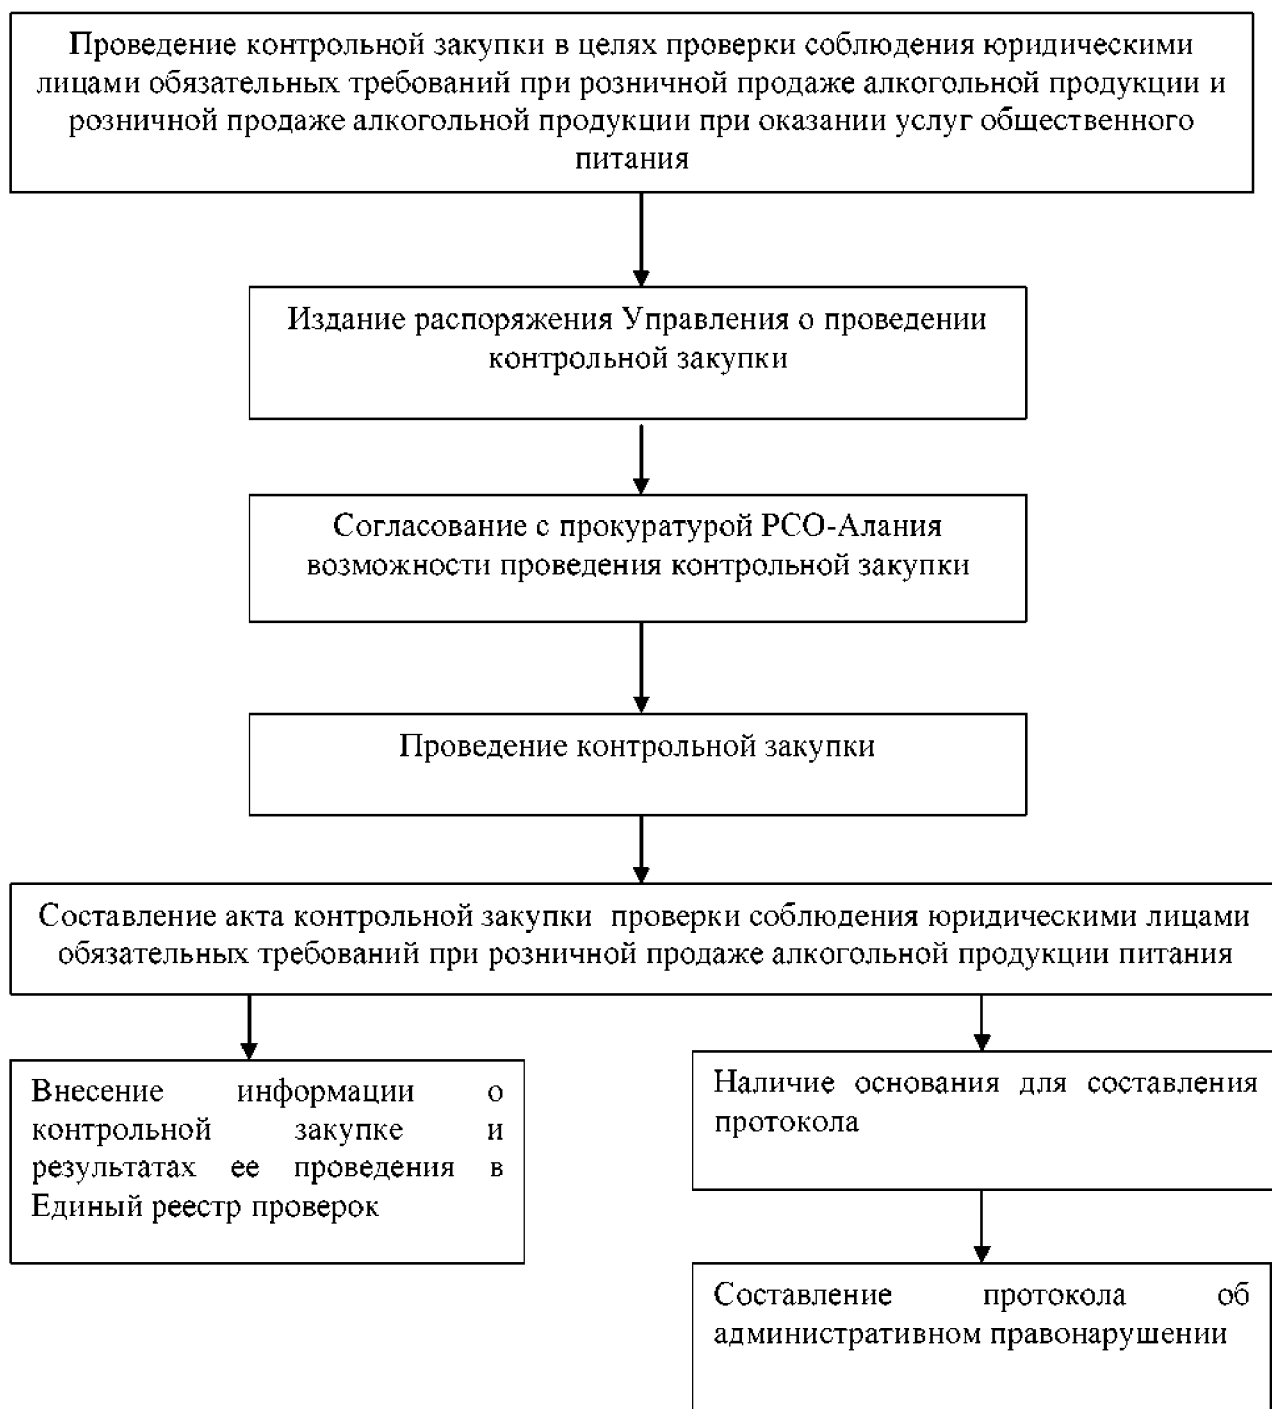 Проведение контрольной закупки в целях проверки соблюдения юридическими
лицами обязательных требований при розничной продаже алкогольной продукции и
розничной продаже алкогольной продукции при оказании услуг общественного
питания
Издание распоряжения Управления о проведении
контрольной закупки
Согласование с прокуратурой РСО-Алания
возможности проведения контрольной закупки
Проведение контрольной закупки
Составление акта контрольной закупки проверки соблюдения юридическими лицами
обязательных требований при розничной продаже алкогольной продукции питания
Внесение информации о
контрольной закупке и
результатах ее проведения в
Единый реестр проверок
Наличие основания для составления
протокола
Составление протокола об
административном правонарушении